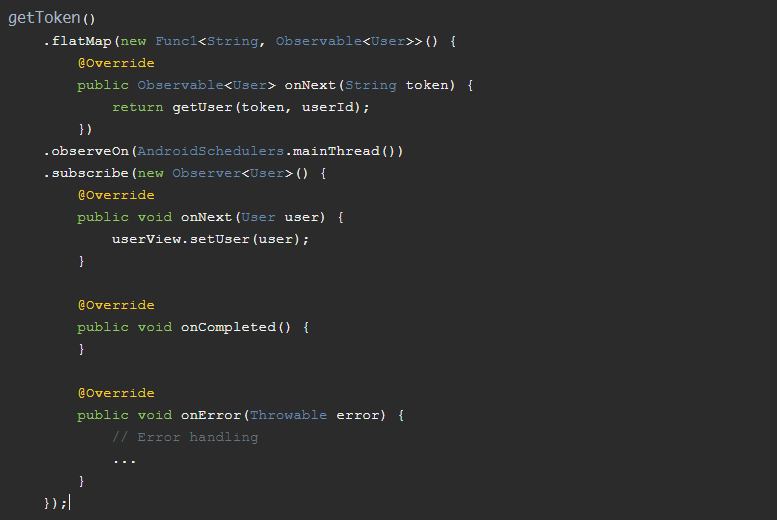 getToken()
    .flatMap(new Func1<String, Observable<User>>() {
        @Override
        public Observable<User> onNext(String token) {
            return getUser(token, userId);
        })
    .observeOn(AndroidSchedulers.mainThread())
    .subscribe(new Observer<User>() {
        @Override
        public void onNext(User user) {
            userView.setUser(user);
        }

        @Override
        public void onCompleted() {
        }

        @Override
        public void onError(Throwable error) {
            // Error handling
            ...
        }
    });